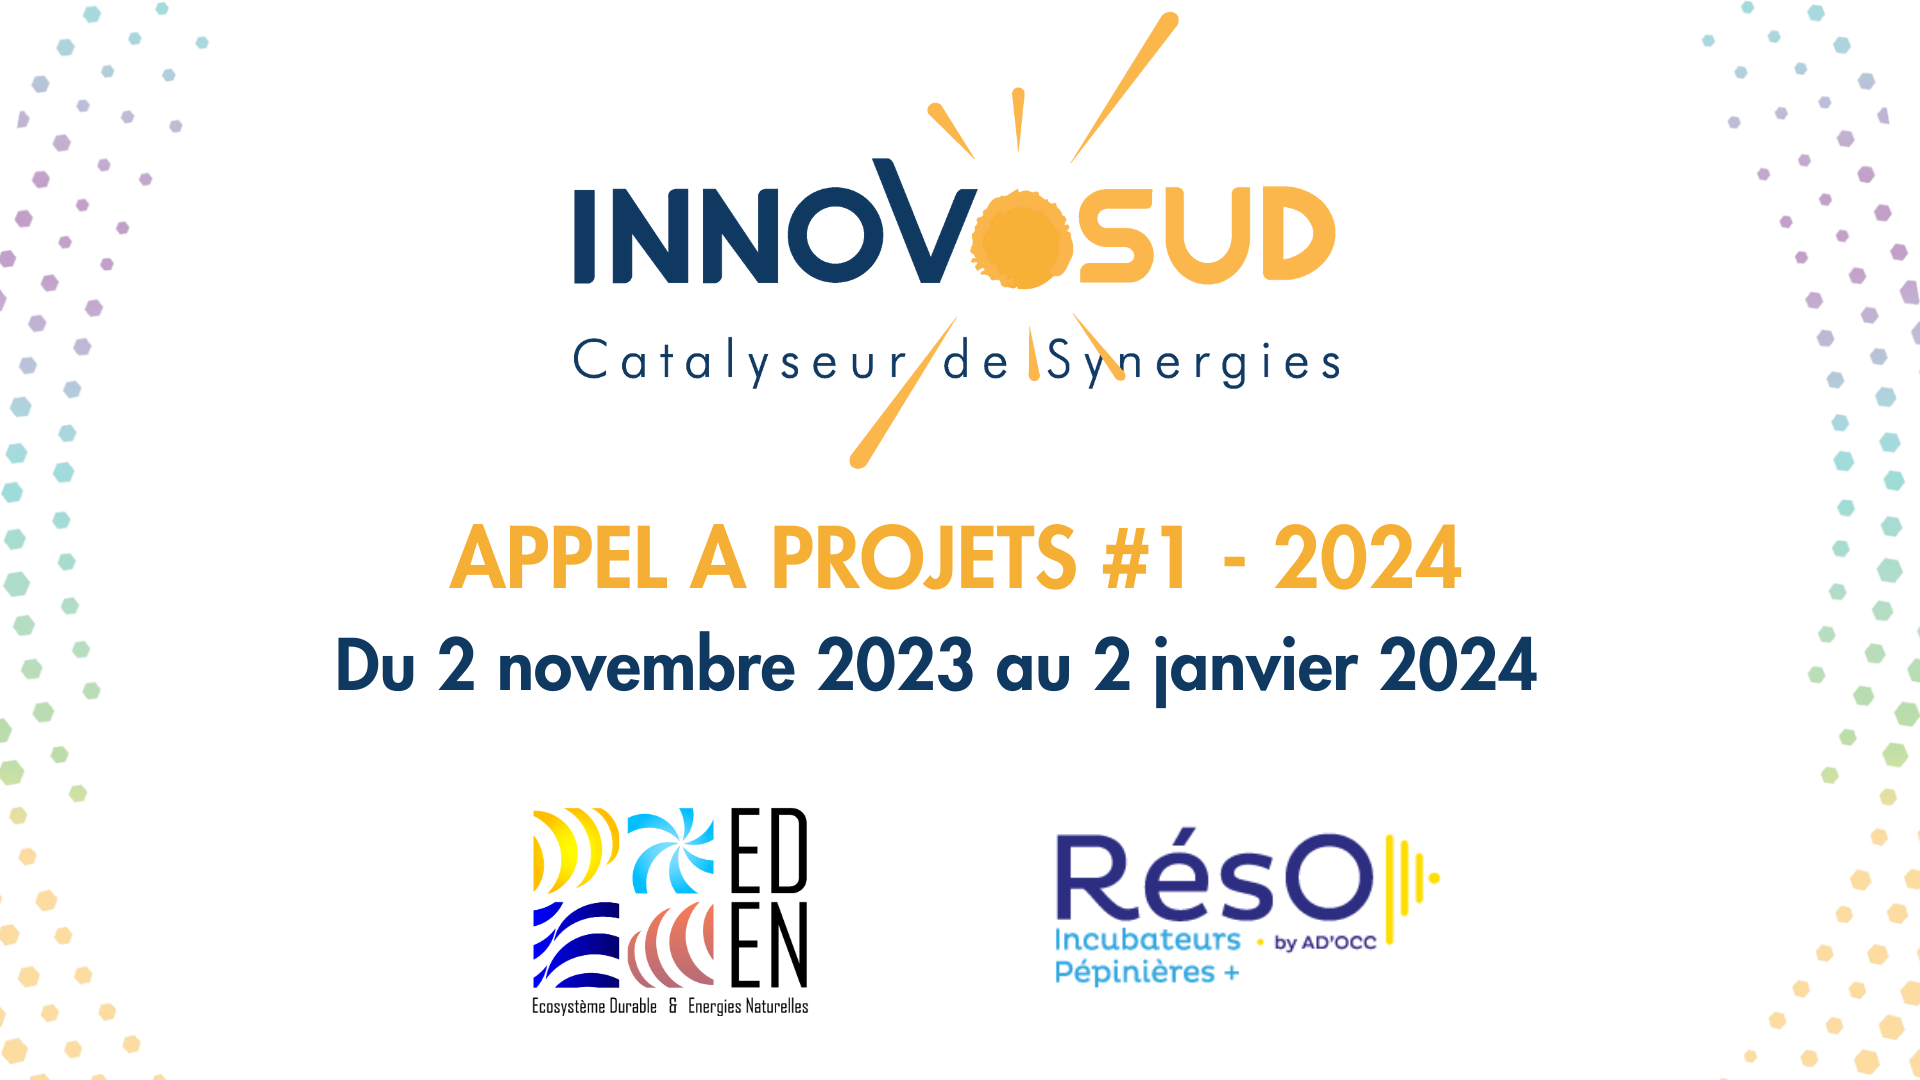 INNOVOSUD
Catalyseur de Synergies
APPEL A PROJETS #1 - 2024
Du 2 novembre 2023 au 2 janvier 2024
ED
EN
Ecosystème Durable & Energies Naturelles
RésO
Incubateurs • by AD'OCC
Pépinières +